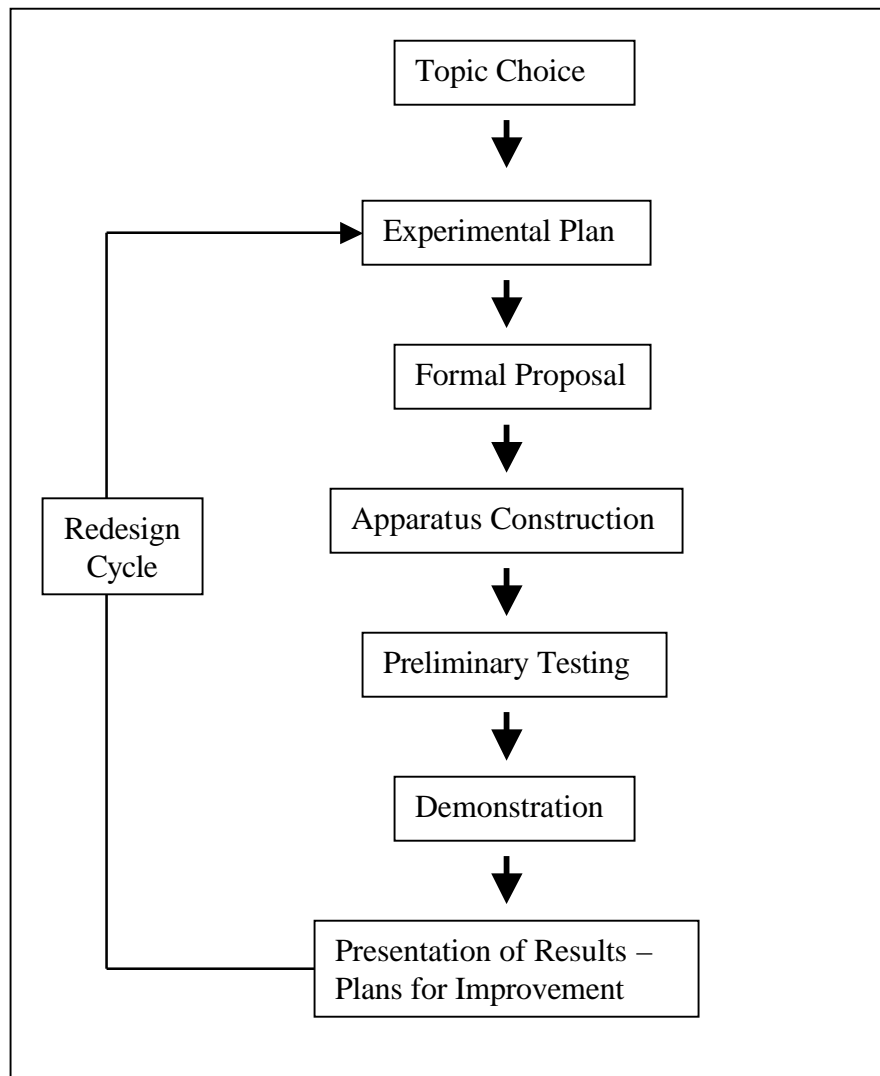 Topic Choice
Experimental Plan
Formal Proposal
Apparatus Construction
Redesign
Cycle
Preliminary Testing
Demonstration
Presentation of Results –
Plans for Improvement